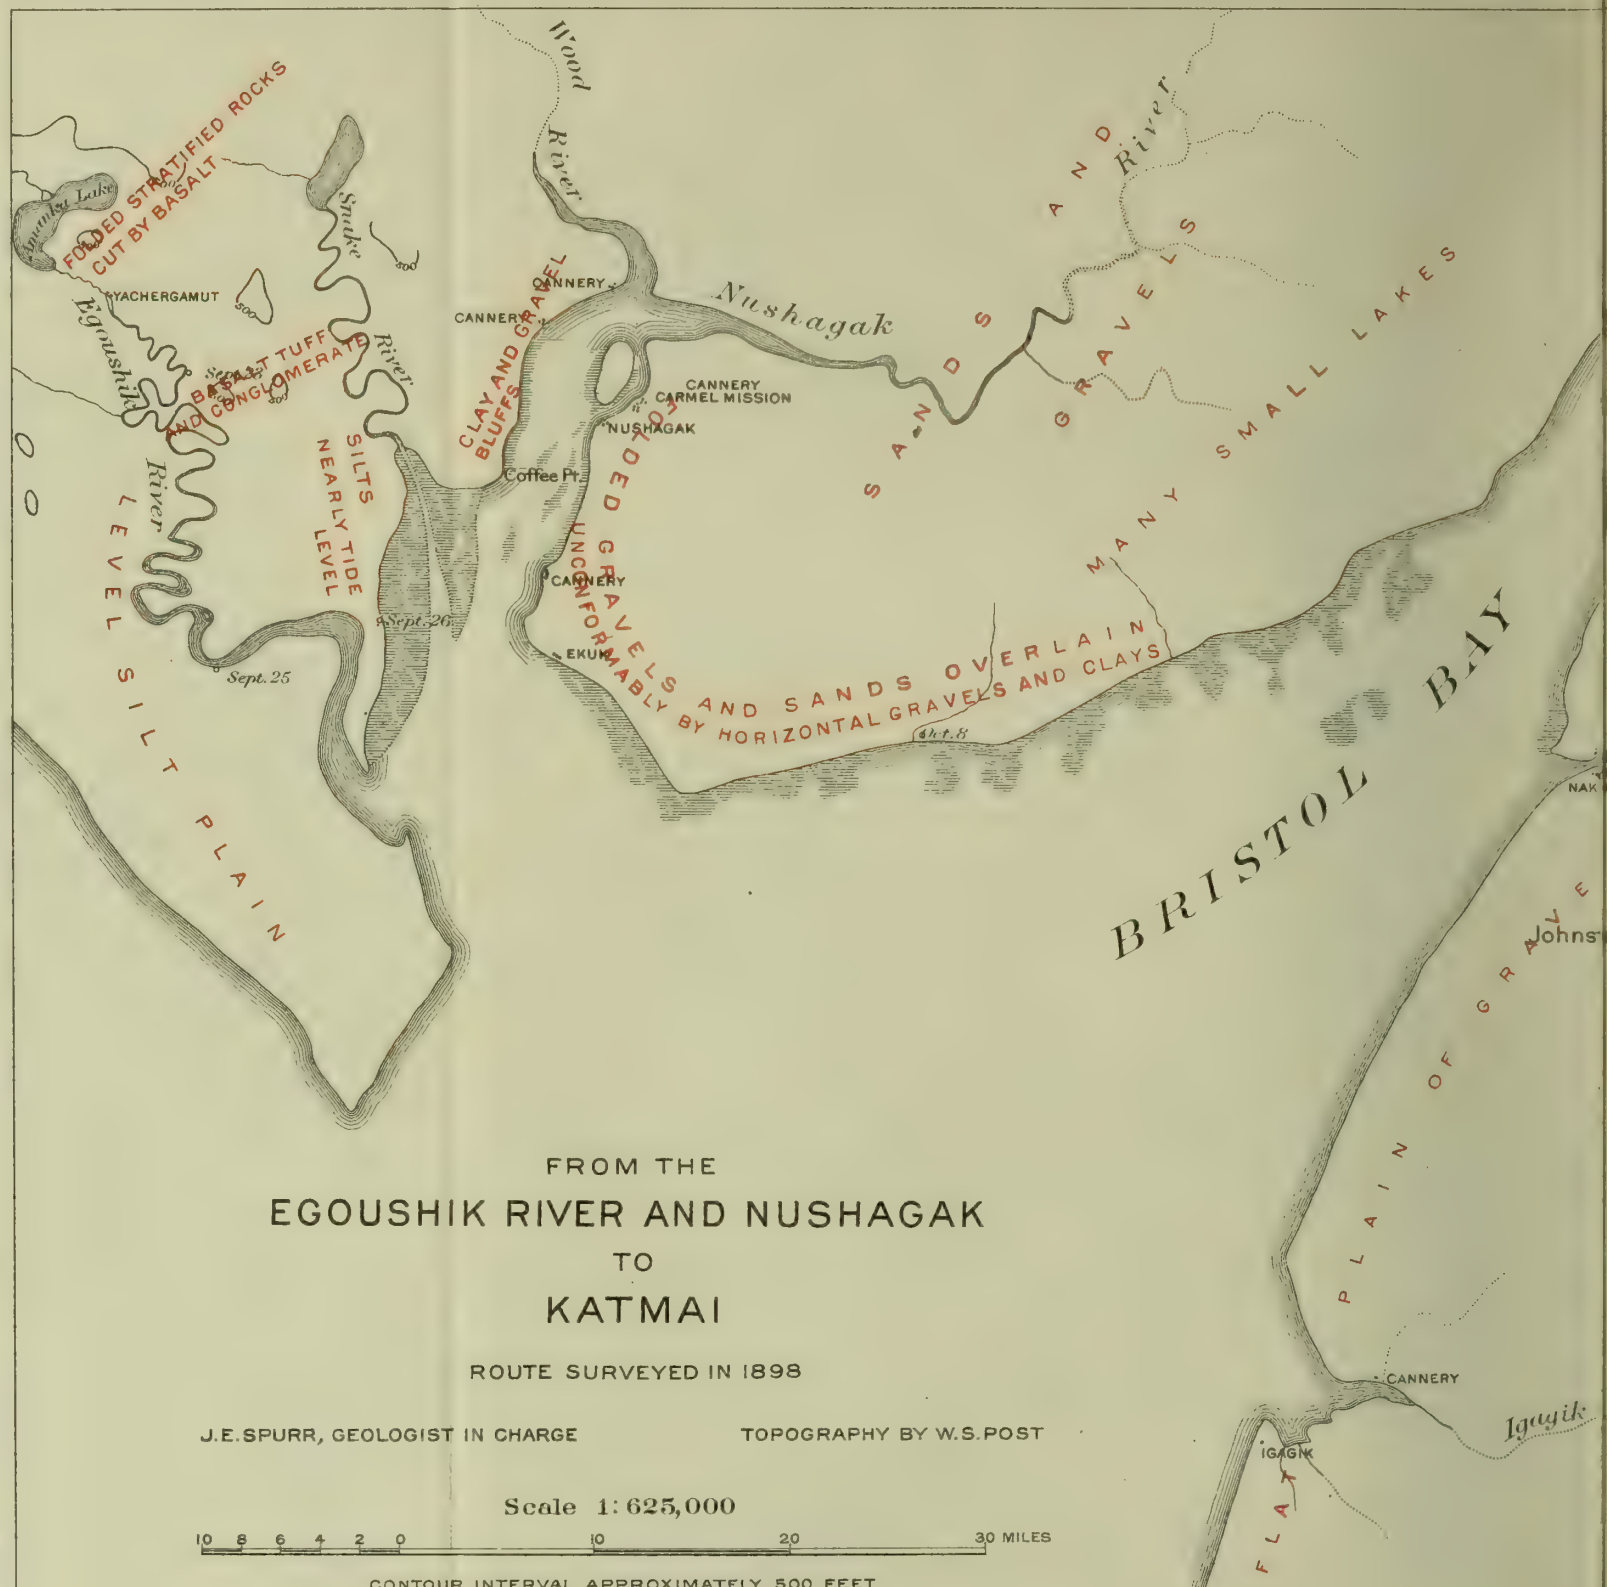 Wood
River
FOLDED STRATIFIED ROCKS
CUT BY BASALT
Amanka Lake
Snake
River
500
500
YACHERGAMUT
Egoushik
River
BASALT TUFF
AND CONGLOMERATE
CANNERY
CANNERY
CLAY AND GRAVEL
BLUFFS
Nushagak
River
SANDS AND
GRAVELS
MANY SMALL LAKES
CANNERY
CARMEL MISSION
NUSHAGAK
SILTS
NEARLY TIDE
LEVEL
Coffee Pt.
CANNERY
EKUK
FOLDED GRAVELS AND SANDS OVERLAIN
UNCONFORMABLY BY HORIZONTAL GRAVELS AND CLAYS
Sept. 26
Sept. 25
Oct. 8
LEVEL SILT PLAIN
BRISTOL BAY
NAK
Johns
PLAIN OF GRAVE
CANNERY
Igagik
IGAGIK
FLAT
FROM THE
EGOUSHIK RIVER AND NUSHAGAK
TO
KATMAI
ROUTE SURVEYED IN 1898
J.E. SPURR, GEOLOGIST IN CHARGE
TOPOGRAPHY BY W.S. POST
Scale 1:625,000
10 8 6 4 2 0 10 20 30 MILES
CONTOUR INTERVAL APPROXIMATELY 500 FEET